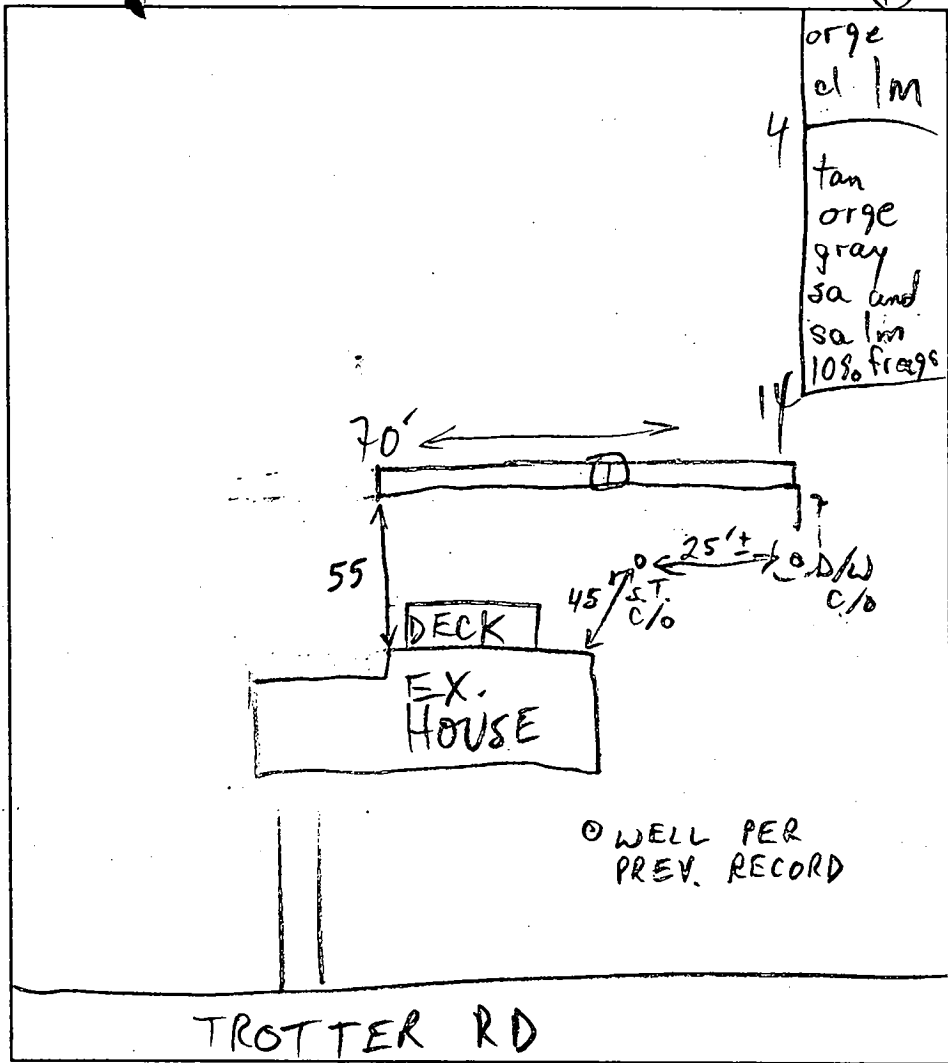 orge
cl lm
4
tan
orge
gray
sa and
sa lm
10% frags
14
70'
1
55
45'
S.T.
C/O
25'±
D/W
C/O
DECK
EX.
HOUSE
WELL PER
PREV. RECORD
TROTTER RD